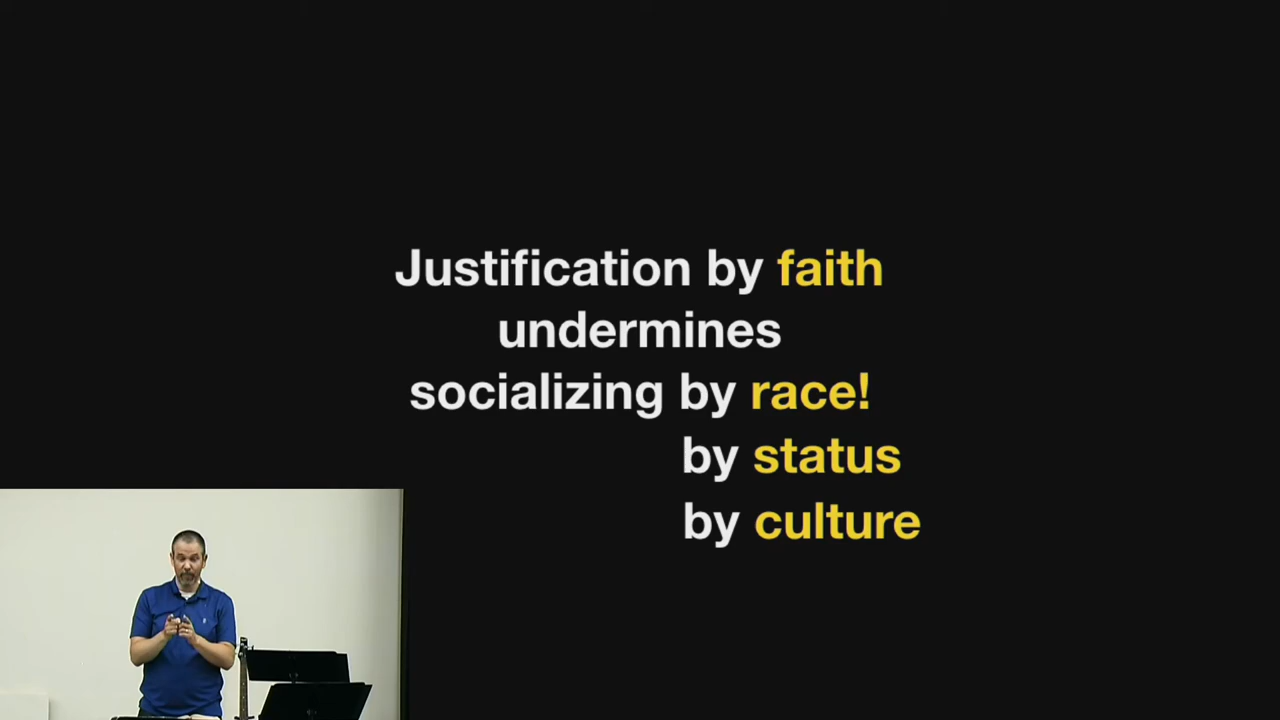 Justification by faith
undermines
socializing by race!
by status
by culture